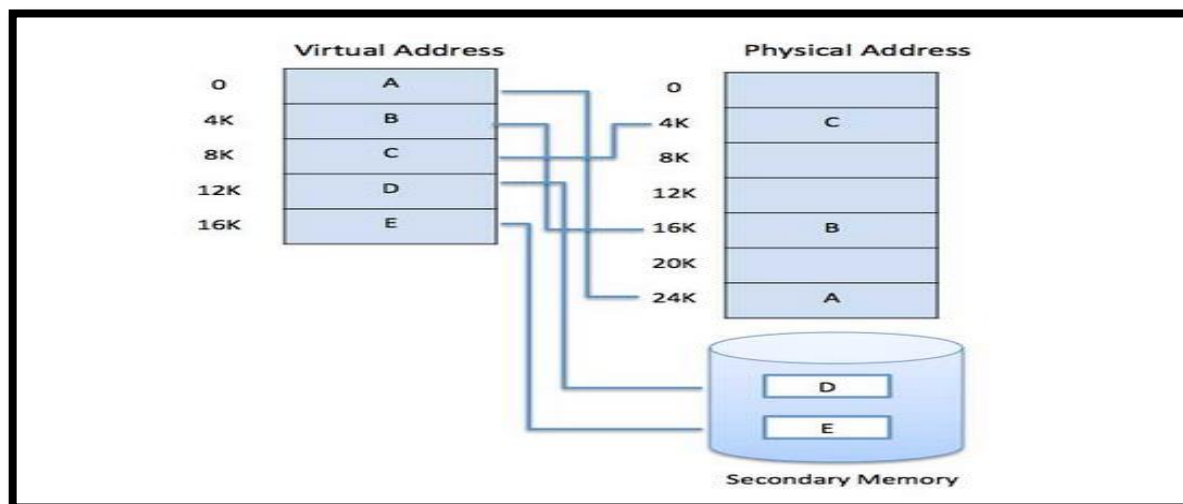 Virtual Address
0
A
4K
B
8K
C
12K
D
16K
E
Physical Address
0
4K
C
8K
12K
16K
B
20K
24K
A
D
E
Secondary Memory